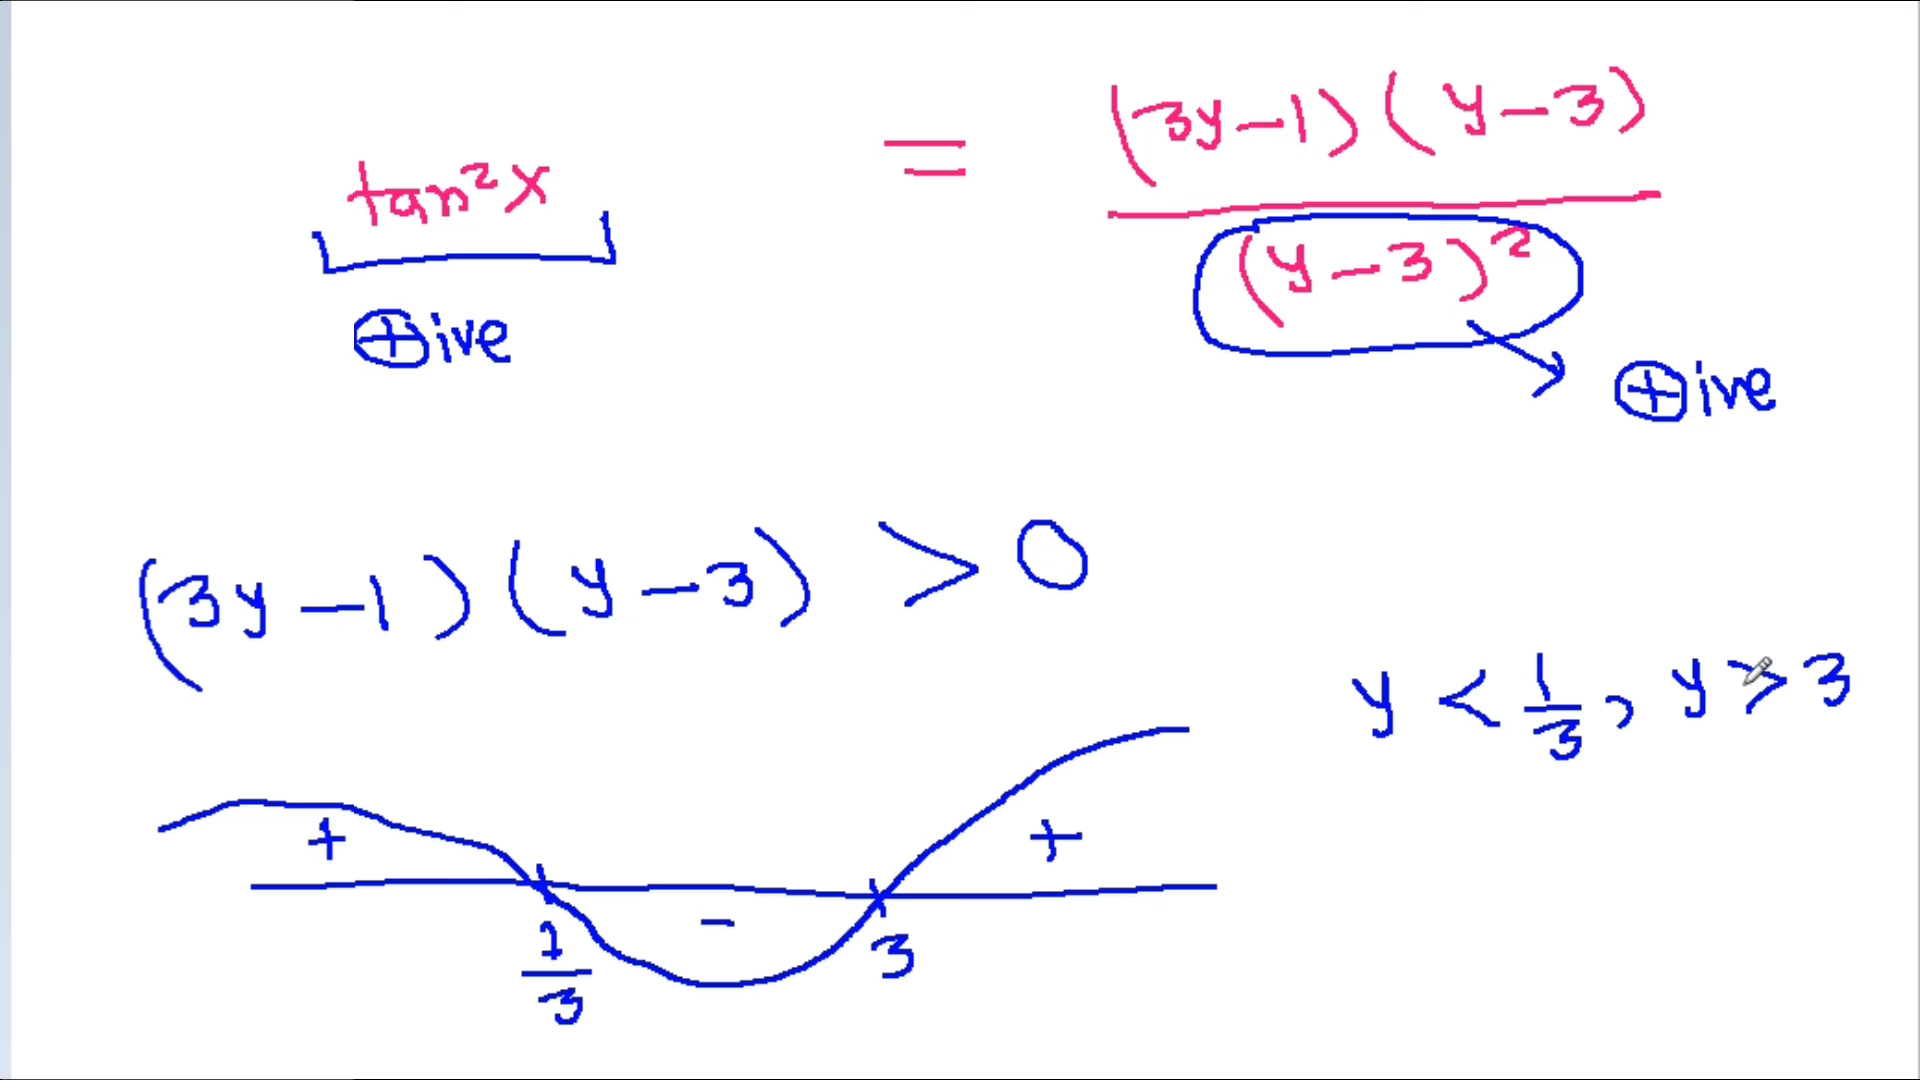 tan²x = (3y-1)(y-3) / (y-3)²
⊕ive
⊕ive
(3y-1)(y-3) > 0
y < 1/3, y > 3
+ - +
1/3 3